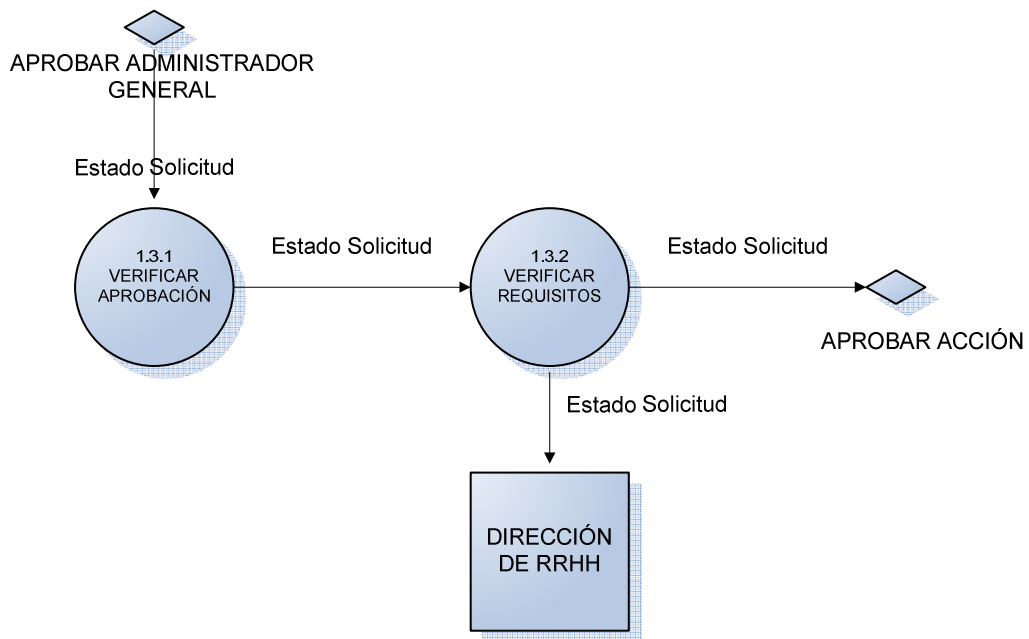 APROBAR ADMINISTRADOR
GENERAL
Estado Solicitud
1.3.1
VERIFICAR
APROBACIÓN
Estado Solicitud
1.3.2
VERIFICAR
REQUISITOS
Estado Solicitud
APROBAR ACCIÓN
Estado Solicitud
DIRECCIÓN
DE RRHH